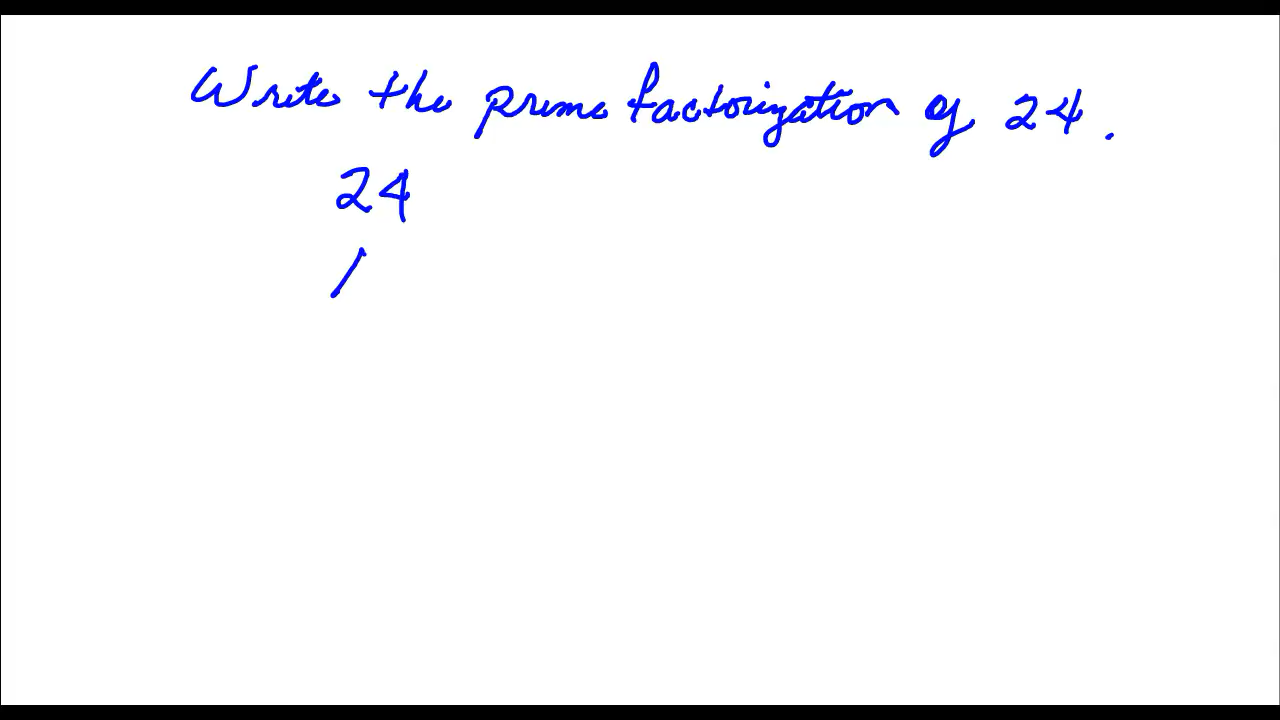 Write the prime factorization of 24.
24
/